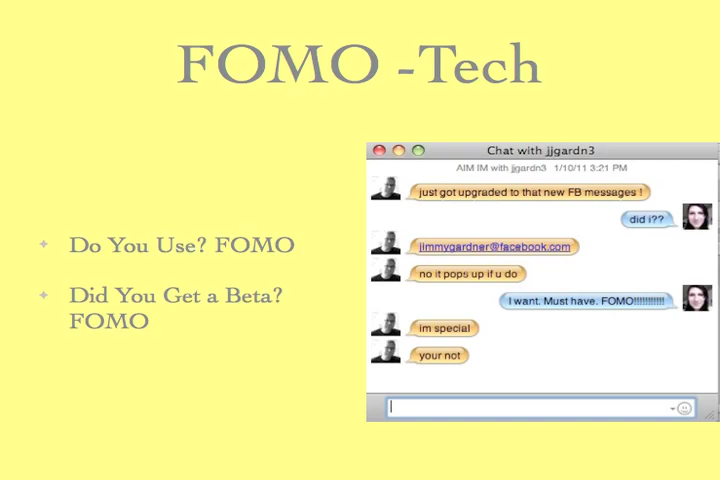 FOMO -Tech
Do You Use? FOMO
Did You Get a Beta?
FOMO
Chat with jjgardn3
AIM IM with jjgardn3 1/10/11 3:21 PM
just got upgraded to that new FB messages !
did i??
jimmygardner@facebook.com
no it pops up if u do
I want. Must have. FOMO!!!!!!!!!!!!
im special
your not